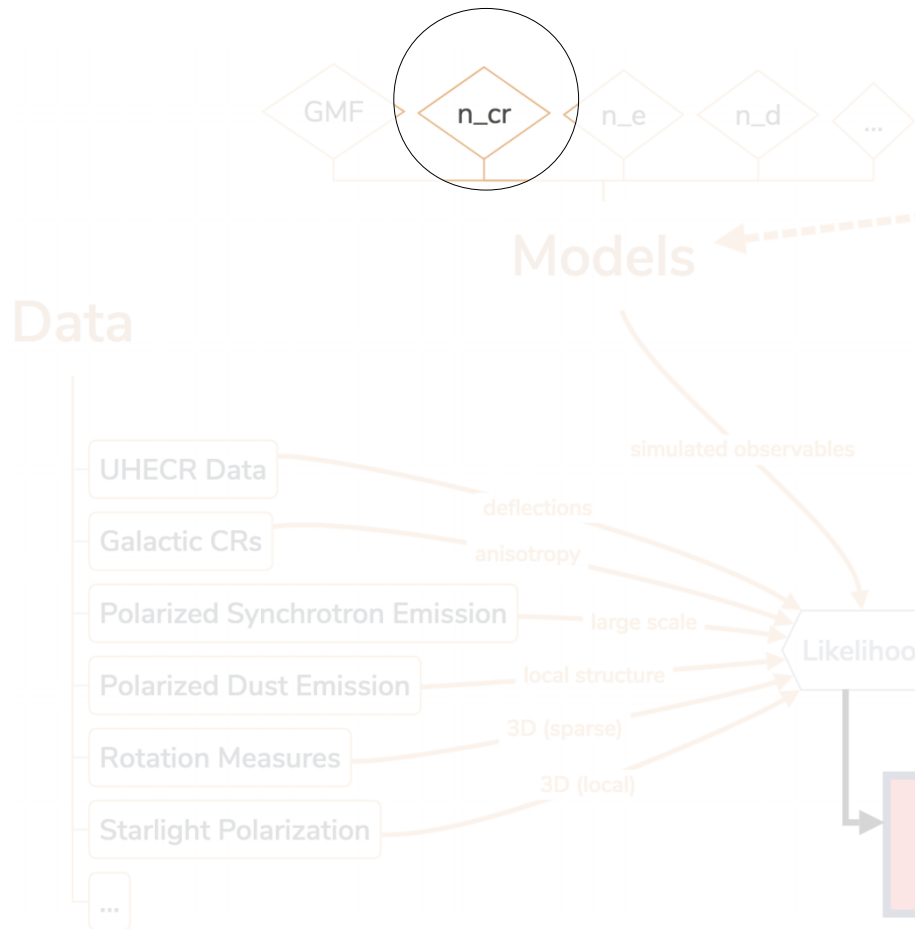 GMF
n_cr
n_e
n_d
...
Models
Data
simulated observables
UHECR Data
deflections
Galactic CRs
anisotropy
Polarized Synchrotron Emission
large scale
Likelihoo
Polarized Dust Emission
local structure
3D (sparse)
Rotation Measures
3D (local)
Starlight Polarization
...